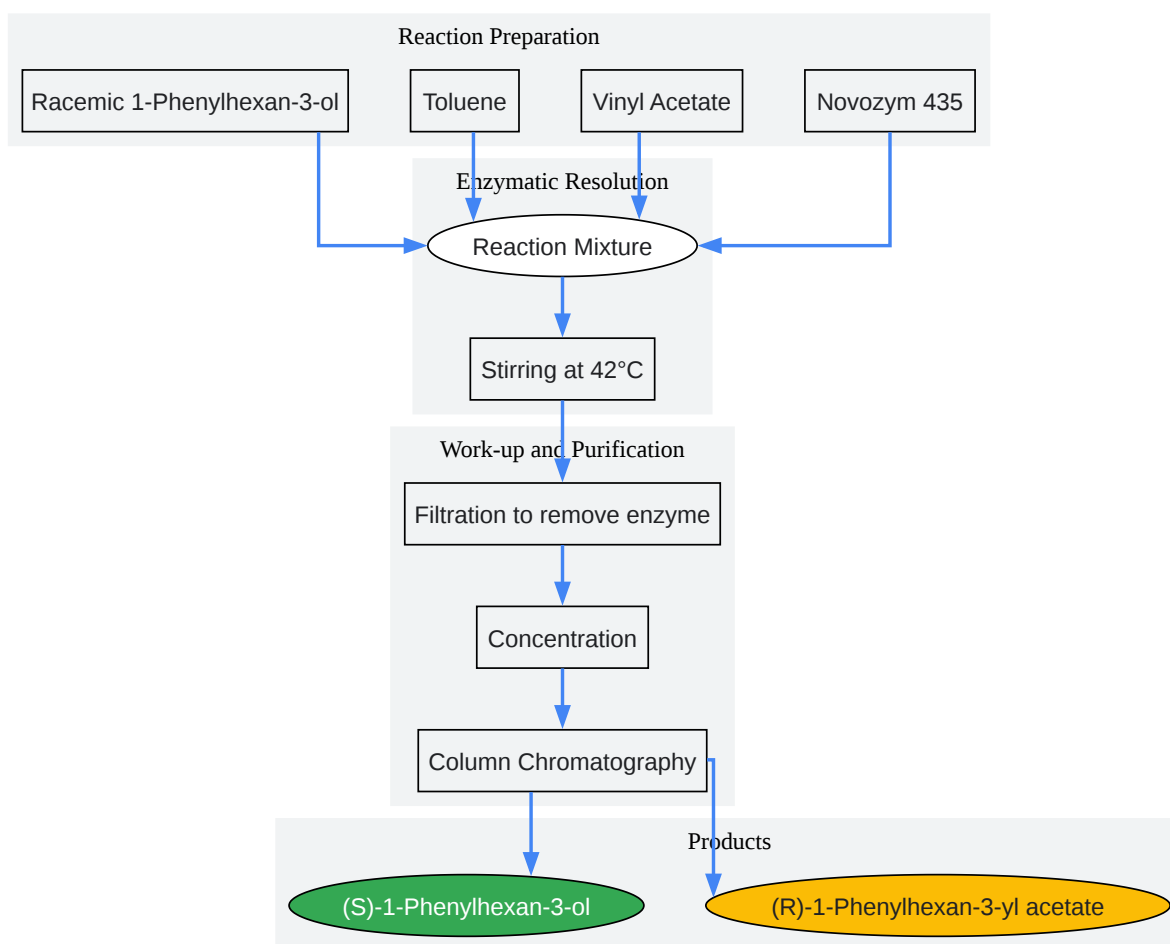 Reaction Preparation
Racemic 1-Phenylhexan-3-ol
Toluene
Vinyl Acetate
Novozym 435
Enzymatic Resolution
Reaction Mixture
Stirring at 42°C
Work-up and Purification
Filtration to remove enzyme
Concentration
Column Chromatography
Products
(S)-1-Phenylhexan-3-ol
(R)-1-Phenylhexan-3-yl acetate